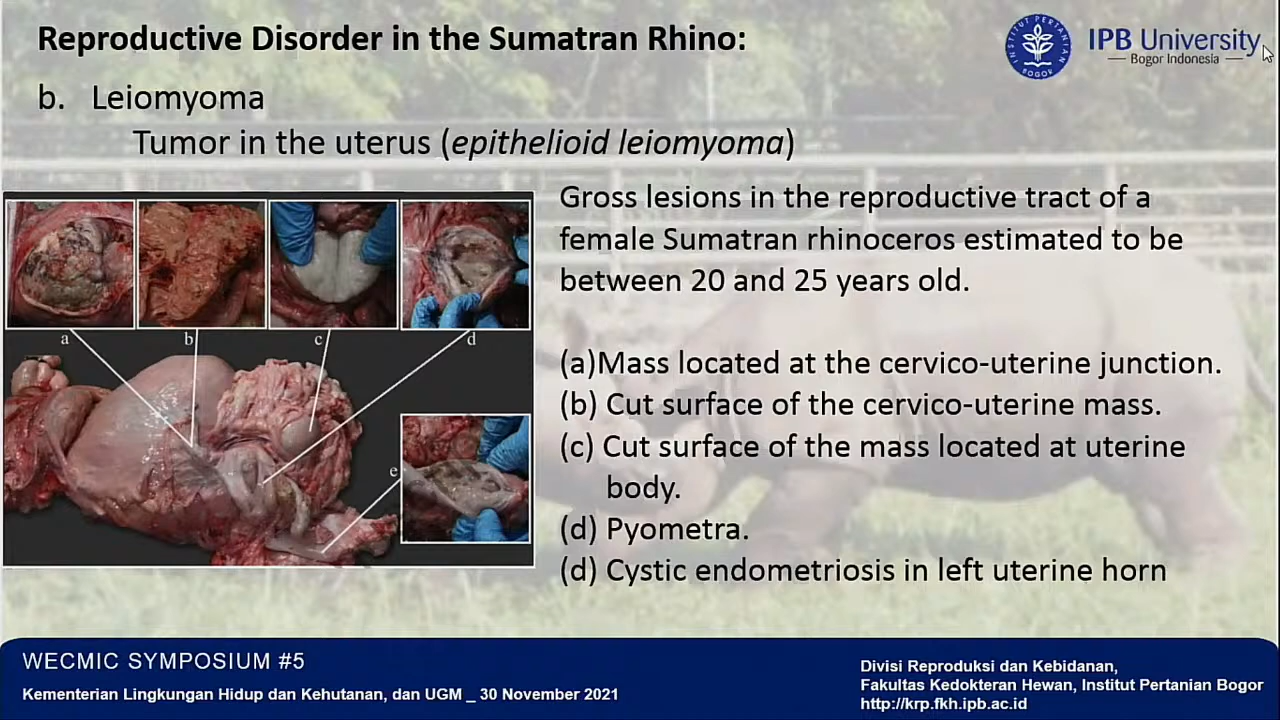 Reproductive Disorder in the Sumatran Rhino:
INSTITUT PERTANIAN
BOGOR
IPB University
Bogor Indonesia
b. Leiomyoma
Tumor in the uterus (epithelioid leiomyoma)
a
b
c
d
e
Gross lesions in the reproductive tract of a
female Sumatran rhinoceros estimated to be
between 20 and 25 years old.
(a)Mass located at the cervico-uterine junction.
(b) Cut surface of the cervico-uterine mass.
(c) Cut surface of the mass located at uterine
body.
(d) Pyometra.
(d) Cystic endometriosis in left uterine horn
WECMIC SYMPOSIUM #5
Kementerian Lingkungan Hidup dan Kehutanan, dan UGM _ 30 November 2021
Divisi Reproduksi dan Kebidanan,
Fakultas Kedokteran Hewan, Institut Pertanian Bogor
http://krp.fkh.ipb.ac.id